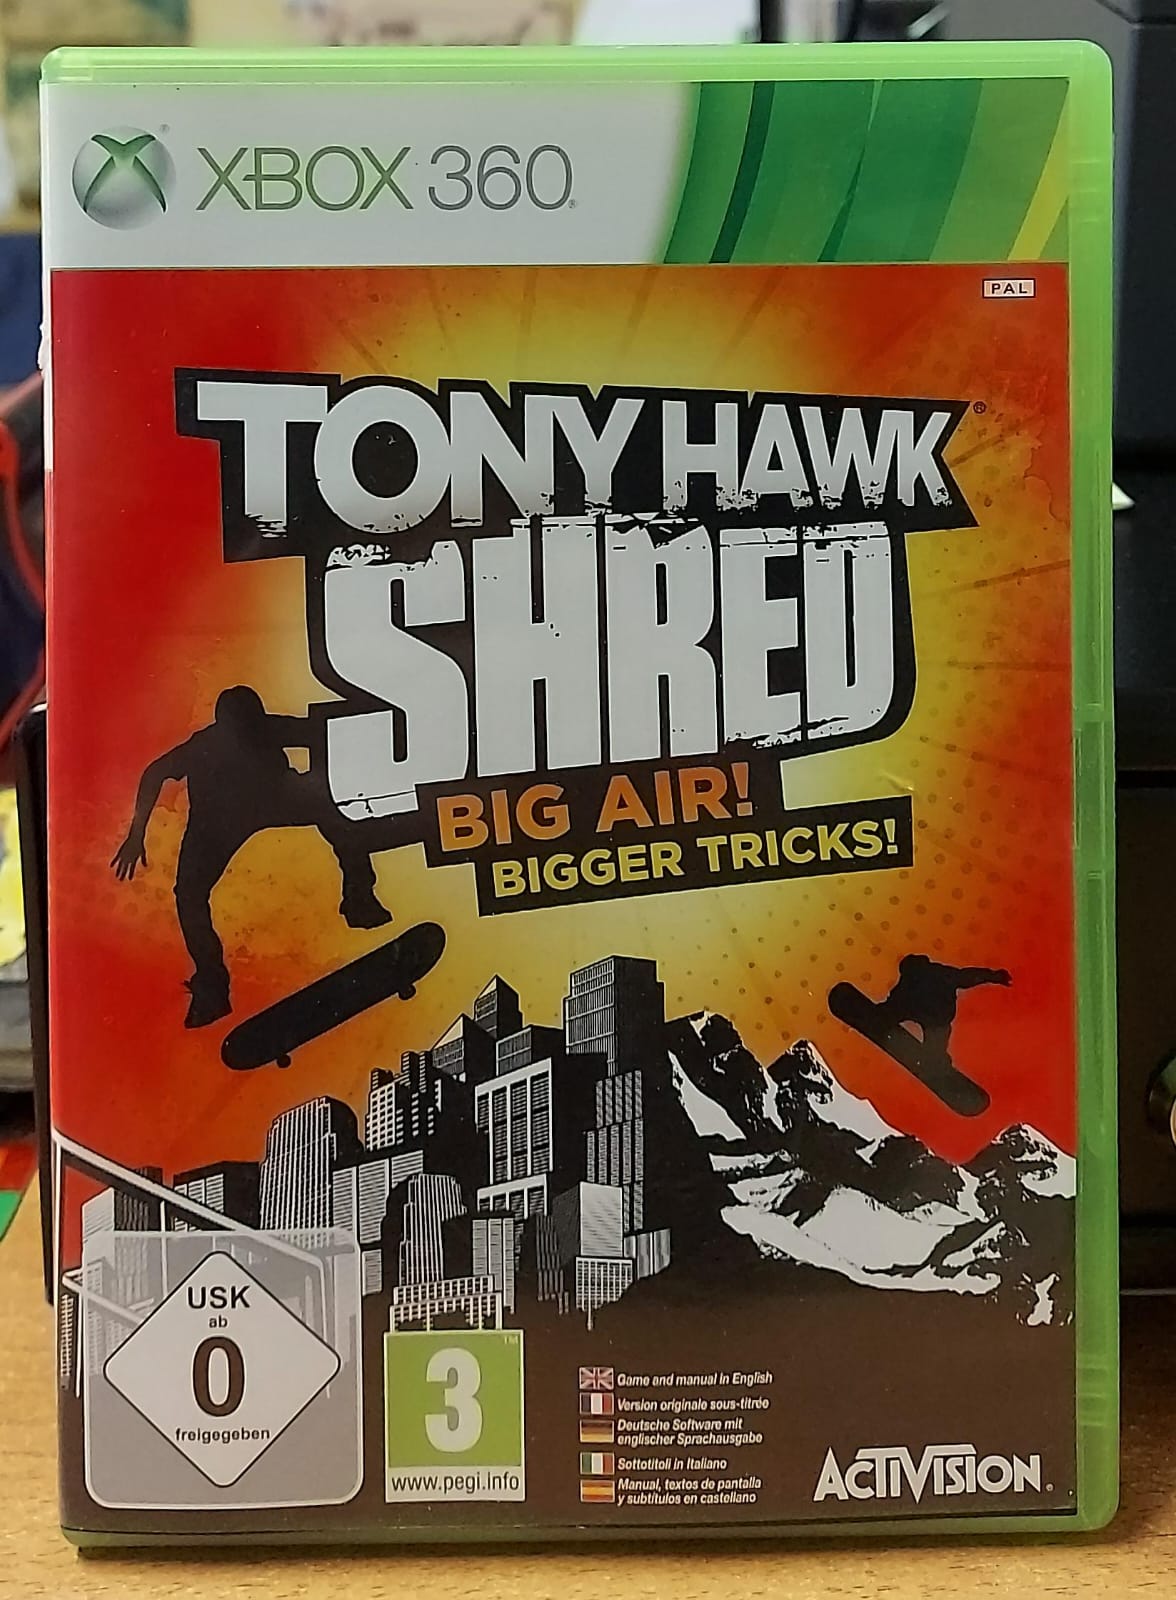 XBOX 360®
PAL
TONY HAWK®
SHRED
BIG AIR!
BIGGER TRICKS!
USK
ab
0
freigegeben
3™
www.pegi.info
Game and manual in English
Version originale sous-titrée
Deutsche Software mit
englischer Sprachausgabe
Sottotitoli in Italiano
Manual, textos de pantalla
y subtítulos en castellano
ACTIVISION®